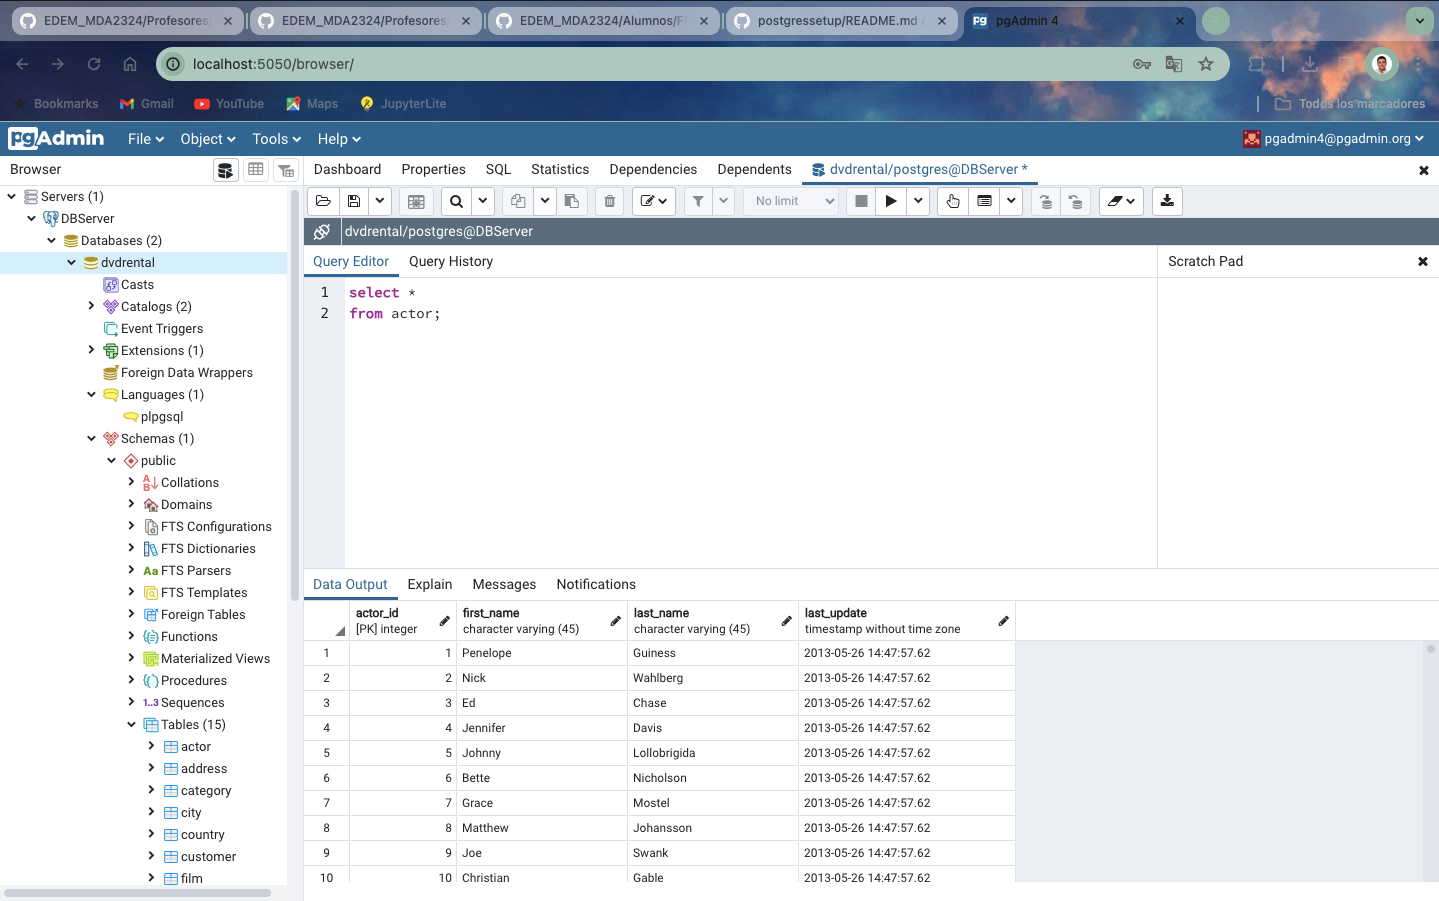 EDEM_MDA2324/Profesores
EDEM_MDA2324/Profesores/
EDEM_MDA2324/Alumnos/F
postgressetup/README.md
pgAdmin 4
localhost:5050/browser/
Bookmarks
Gmail
YouTube
Maps
JupyterLite
Todos los marcadores
pgAdmin
File
Object
Tools
Help
pgadmin4@pgadmin.org
Browser
Dashboard
Properties
SQL
Statistics
Dependencies
Dependents
dvdrental/postgres@DBServer *
Servers (1)
DBServer
Databases (2)
dvdrental
Casts
Catalogs (2)
Event Triggers
Extensions (1)
Foreign Data Wrappers
Languages (1)
plpgsql
Schemas (1)
public
Collations
Domains
FTS Configurations
FTS Dictionaries
FTS Parsers
FTS Templates
Foreign Tables
Functions
Materialized Views
Procedures
Sequences
Tables (15)
actor
address
category
city
country
customer
film
No limit
dvdrental/postgres@DBServer
Query Editor
Query History
Scratch Pad
1 select *
2 from actor;
Data Output
Explain
Messages
Notifications
actor_id [PK] integer
first_name character varying (45)
last_name character varying (45)
last_update timestamp without time zone
1 1 Penelope Guiness 2013-05-26 14:47:57.62
2 2 Nick Wahlberg 2013-05-26 14:47:57.62
3 3 Ed Chase 2013-05-26 14:47:57.62
4 4 Jennifer Davis 2013-05-26 14:47:57.62
5 5 Johnny Lollobrigida 2013-05-26 14:47:57.62
6 6 Bette Nicholson 2013-05-26 14:47:57.62
7 7 Grace Mostel 2013-05-26 14:47:57.62
8 8 Matthew Johansson 2013-05-26 14:47:57.62
9 9 Joe Swank 2013-05-26 14:47:57.62
10 10 Christian Gable 2013-05-26 14:47:57.62